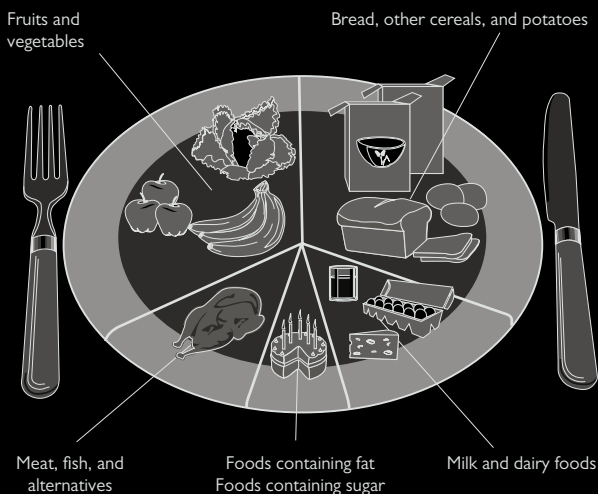 Fruits and
vegetables
Bread, other cereals, and potatoes
Meat, fish, and
alternatives
Foods containing fat
Foods containing sugar
Milk and dairy foods